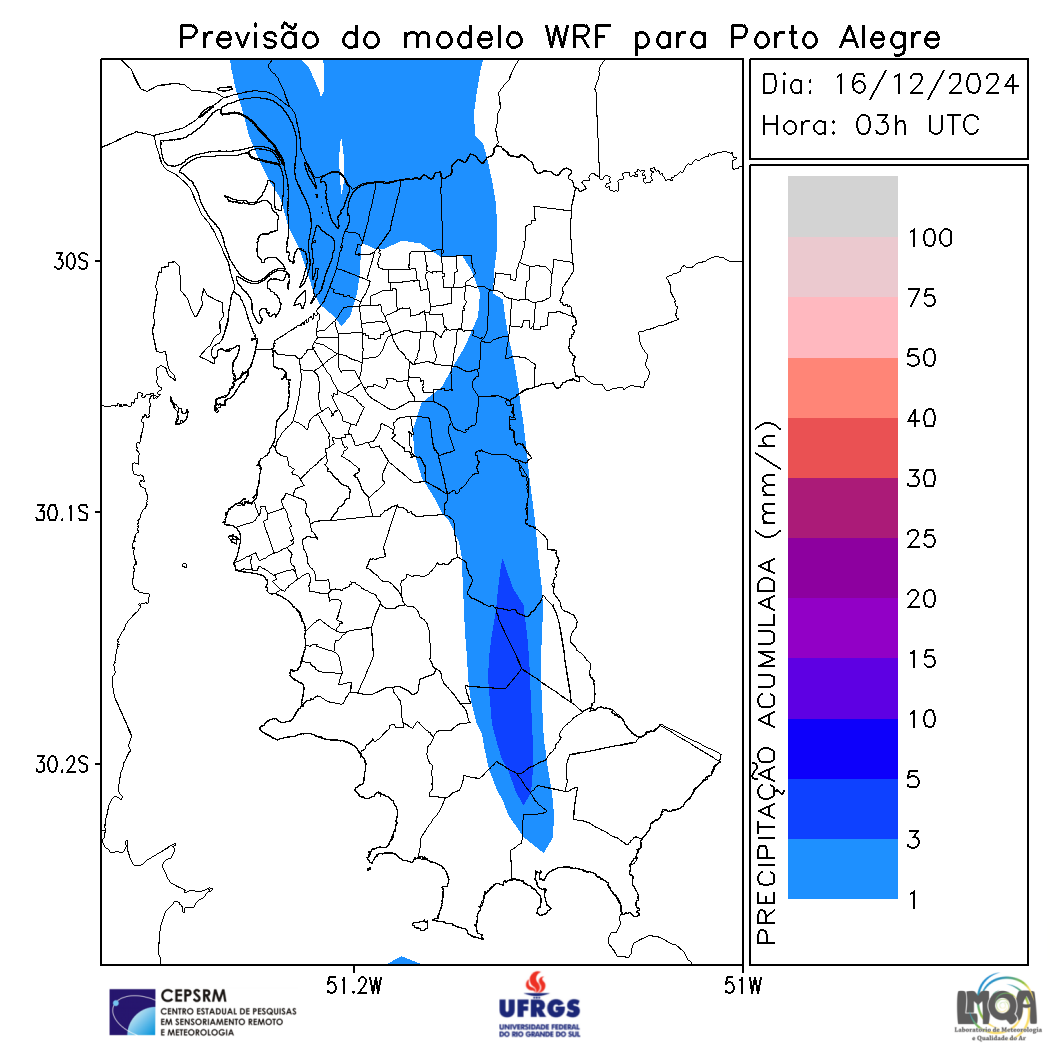 Previsão do modelo WRF para Porto Alegre
Dia: 16/12/2024
Hora: 03h UTC
30S
30.1S
30.2S
51.2W
51W
PRECIPITAÇÃO ACUMULADA (mm/h)
100
75
50
40
30
25
20
15
10
5
3
1
CEPSRM
CENTRO ESTADUAL DE PESQUISAS
EM SENSORIAMENTO REMOTO
E METEOROLOGIA
UFRGS
UNIVERSIDADE FEDERAL
DO RIO GRANDE DO SUL
LMQA
Laboratório de Meteorologia
e Qualidade do Ar